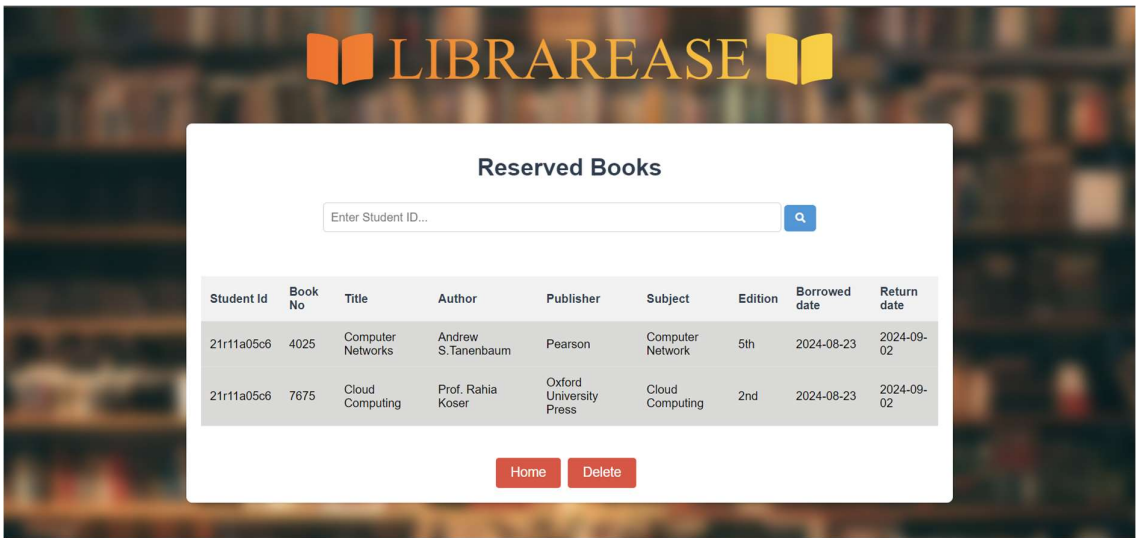 LIBRAREASE
Reserved Books
Enter Student ID...
Student Id Book No Title Author Publisher Subject Edition Borrowed date Return date
21r11a05c6 4025 Computer Networks Andrew S.Tanenbaum Pearson Computer Network 5th 2024-08-23 2024-09-02
21r11a05c6 7675 Cloud Computing Prof. Rahia Koser Oxford University Press Cloud Computing 2nd 2024-08-23 2024-09-02
Home Delete